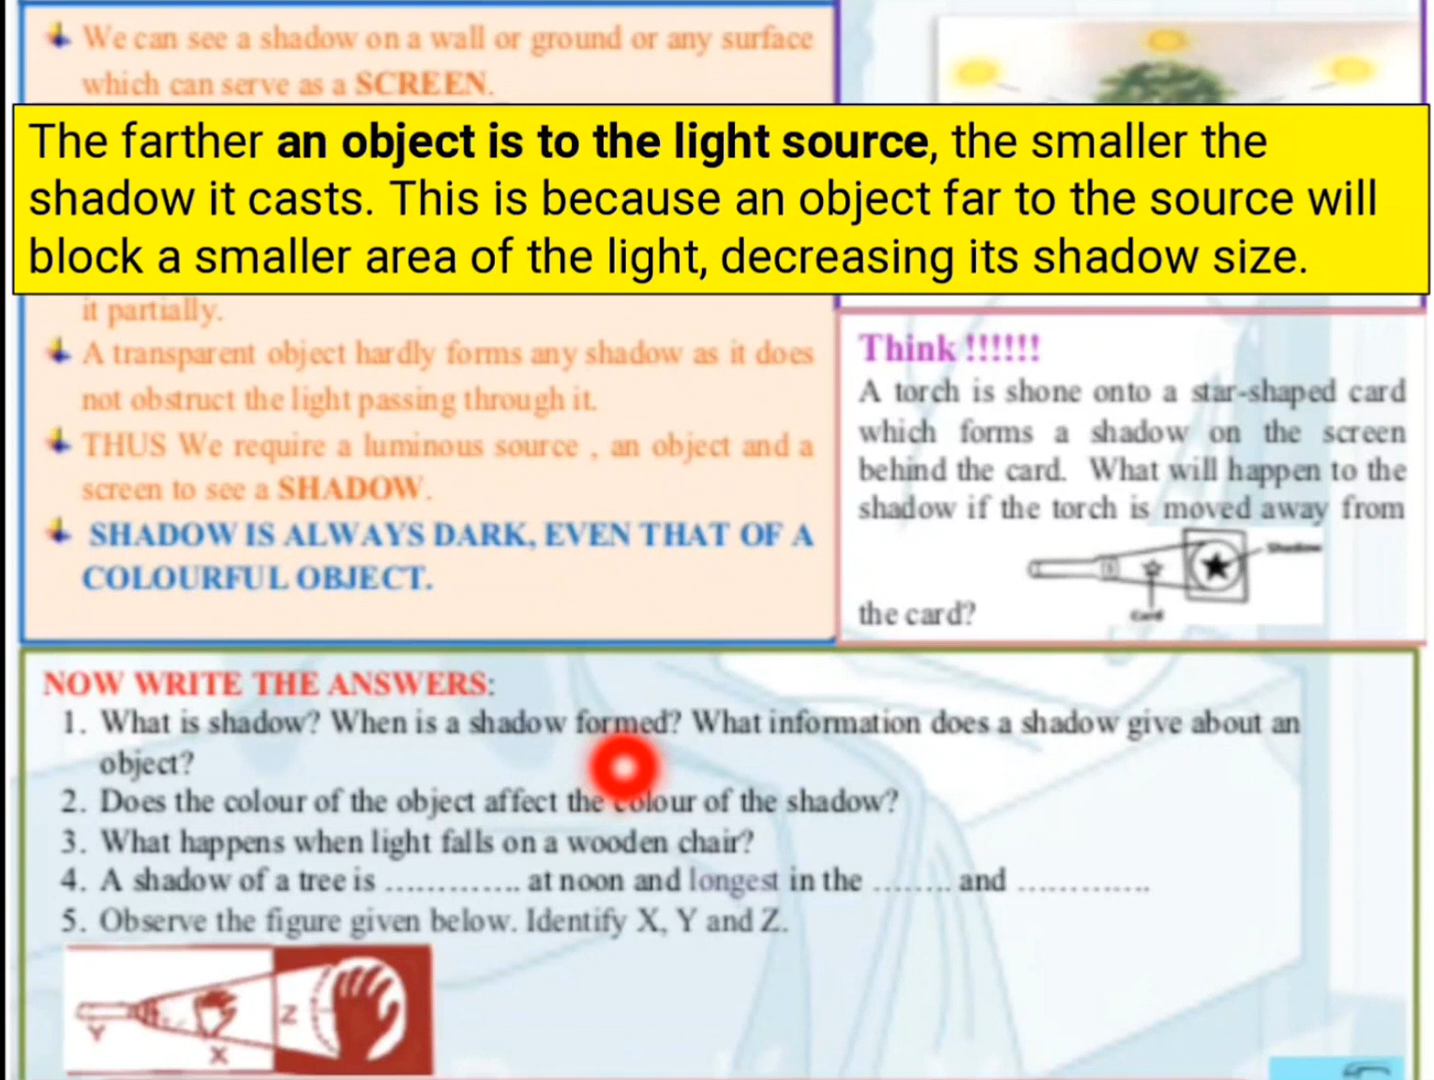 We can see a shadow on a wall or ground or any surface
which can serve as a SCREEN.
The farther an object is to the light source, the smaller the
shadow it casts. This is because an object far to the source will
block a smaller area of the light, decreasing its shadow size.
it partially.
A transparent object hardly forms any shadow as it does
not obstruct the light passing through it.
THUS We require a luminous source , an object and a
screen to see a SHADOW.
SHADOW IS ALWAYS DARK, EVEN THAT OF A
COLOURFUL OBJECT.
Think !!!!!!
A torch is shone onto a star-shaped card
which forms a shadow on the screen
behind the card. What will happen to the
shadow if the torch is moved away from
Shadow
the card?
Card
NOW WRITE THE ANSWERS:
1. What is shadow? When is a shadow formed? What information does a shadow give about an
object?
2. Does the colour of the object affect the colour of the shadow?
3. What happens when light falls on a wooden chair?
4. A shadow of a tree is ............. at noon and longest in the ........ and .............
5. Observe the figure given below. Identify X, Y and Z.
Z
Y
X